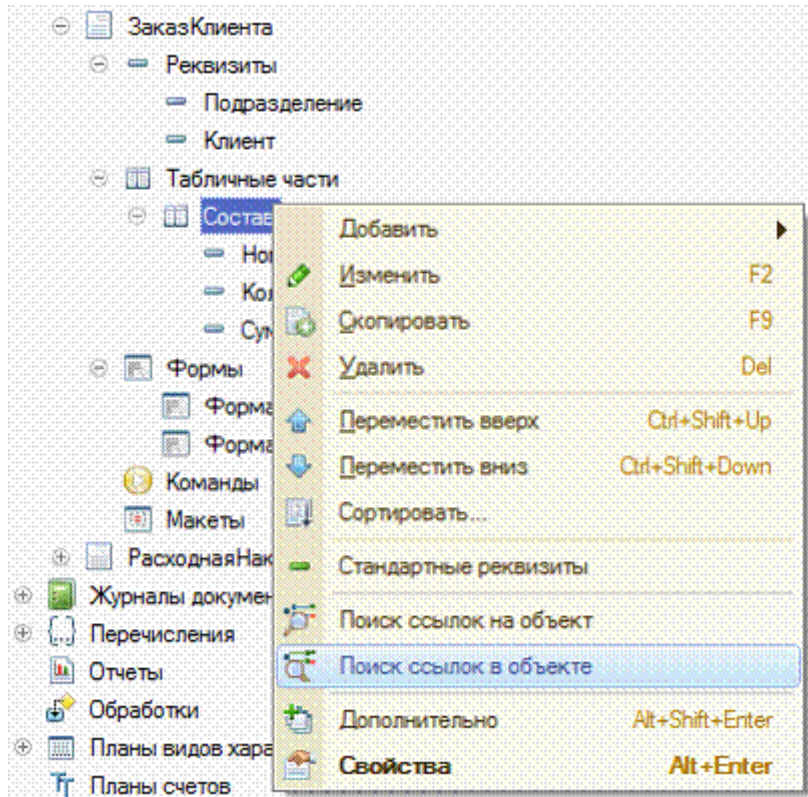 ЗаказКлиента
Реквизиты
Подразделение
Клиент
Табличные части
Состав
Добавить
Изменить F2
Скопировать F9
Удалить Del
Формы
Переместить вверх Ctrl+Shift+Up
Переместить вниз Ctrl+Shift+Down
Команды
Макеты
Сортировать...
Стандартные реквизиты
Журналы докумен
Перечисления
Поиск ссылок на объект
Отчеты
Поиск ссылок в объекте
Обработки
Дополнительно Alt+Shift+Enter
Планы видов хара
Свойства Alt+Enter
Планы счетов